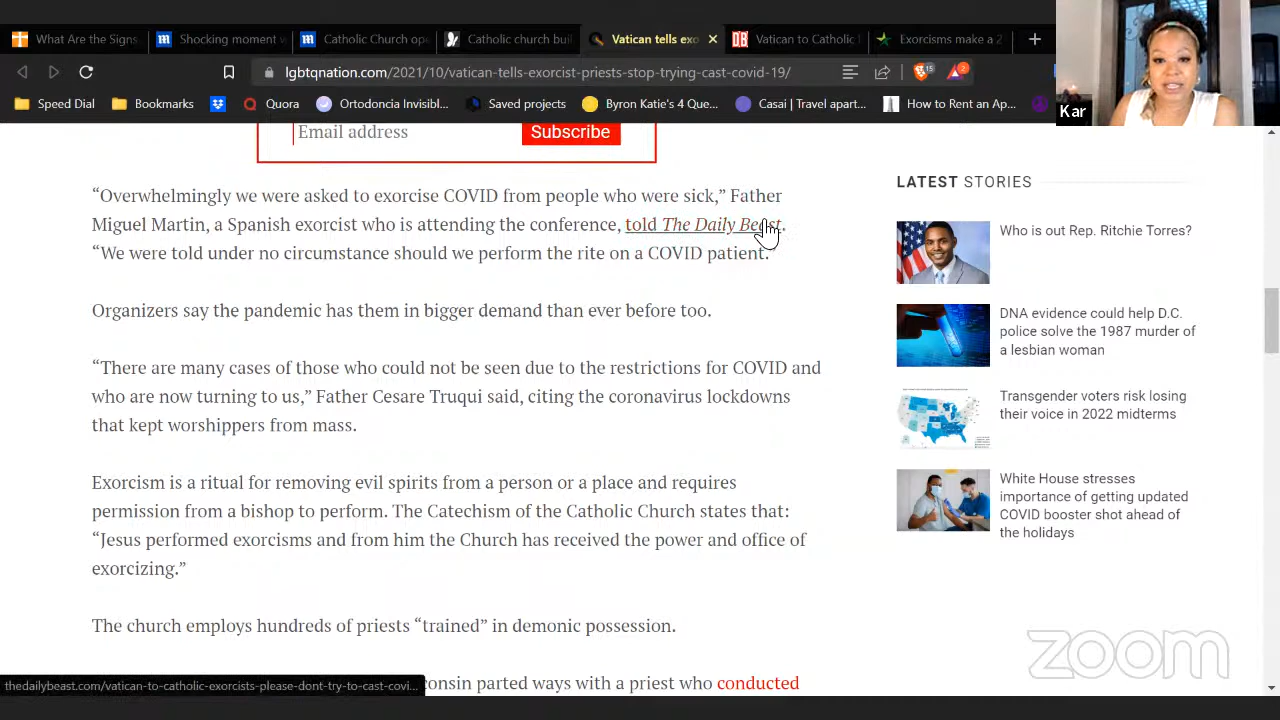 What Are the Signs
Shocking moment
Catholic Church op
Catholic church buil
Vatican tells exo
Vatican to Catholic
Exorcisms make a
lgbtqnation.com/2021/10/vatican-tells-exorcist-priests-stop-trying-cast-covid-19/
15
2
Speed Dial
Bookmarks
Quora
Ortodoncia Invisibl...
Saved projects
Byron Katie's 4 Que...
Casai | Travel apart...
How to Rent an Ap...
Kar
Email address
Subscribe
“Overwhelmingly we were asked to exorcise COVID from people who were sick,” Father
Miguel Martin, a Spanish exorcist who is attending the conference, told The Daily Beast.
“We were told under no circumstance should we perform the rite on a COVID patient.”
Organizers say the pandemic has them in bigger demand than ever before too.
“There are many cases of those who could not be seen due to the restrictions for COVID and
who are now turning to us,” Father Cesare Truqui said, citing the coronavirus lockdowns
that kept worshippers from mass.
Exorcism is a ritual for removing evil spirits from a person or a place and requires
permission from a bishop to perform. The Catechism of the Catholic Church states that:
“Jesus performed exorcisms and from him the Church has received the power and office of
exorcizing.”
The church employs hundreds of priests “trained” in demonic possession.
consin parted ways with a priest who conducted
thedailybeast.com/vatican-to-catholic-exorcists-please-dont-try-to-cast-covi...
LATEST STORIES
Who is out Rep. Ritchie Torres?
DNA evidence could help D.C.
police solve the 1987 murder of
a lesbian woman
Transgender voters risk losing
their voice in 2022 midterms
White House stresses
importance of getting updated
COVID booster shot ahead of
the holidays
zoom